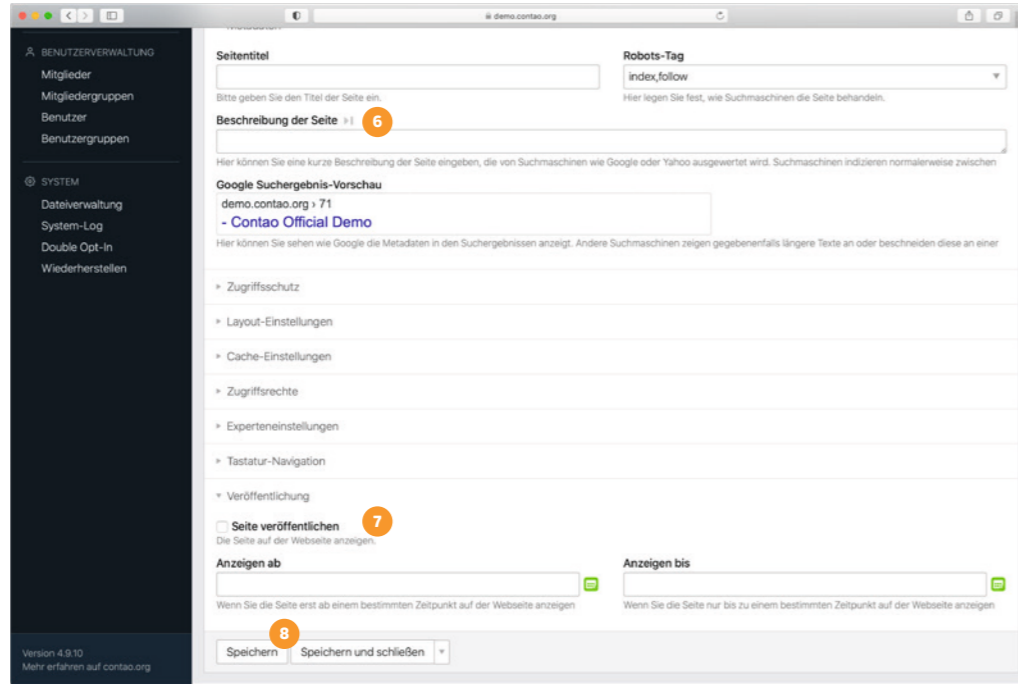 demo.contao.org
Metadaten
BENUTZERVERWALTUNG
Mitglieder
Mitgliedergruppen
Benutzer
Benutzergruppen
SYSTEM
Dateiverwaltung
System-Log
Double Opt-In
Wiederherstellen
Version 4.9.10
Mehr erfahren auf contao.org
Seitentitel
Bitte geben Sie den Titel der Seite ein.
Robots-Tag
index,follow
Hier legen Sie fest, wie Suchmaschinen die Seite behandeln.
Beschreibung der Seite 6
Hier können Sie eine kurze Beschreibung der Seite eingeben, die von Suchmaschinen wie Google oder Yahoo ausgewertet wird. Suchmaschinen indizieren normalerweise zwischen
Google Suchergebnis-Vorschau
demo.contao.org › 71
- Contao Official Demo
Hier können Sie sehen wie Google die Metadaten in den Suchergebnissen anzeigt. Andere Suchmaschinen zeigen gegebenenfalls längere Texte an oder beschneiden diese an einer
Zugriffsschutz
Layout-Einstellungen
Cache-Einstellungen
Zugriffsrechte
Experteneinstellungen
Tastatur-Navigation
Veröffentlichung
Seite veröffentlichen 7
Die Seite auf der Webseite anzeigen.
Anzeigen ab
Wenn Sie die Seite erst ab einem bestimmten Zeitpunkt auf der Webseite anzeigen
Anzeigen bis
Wenn Sie die Seite nur bis zu einem bestimmten Zeitpunkt auf der Webseite anzeigen
8
Speichern Speichern und schließen